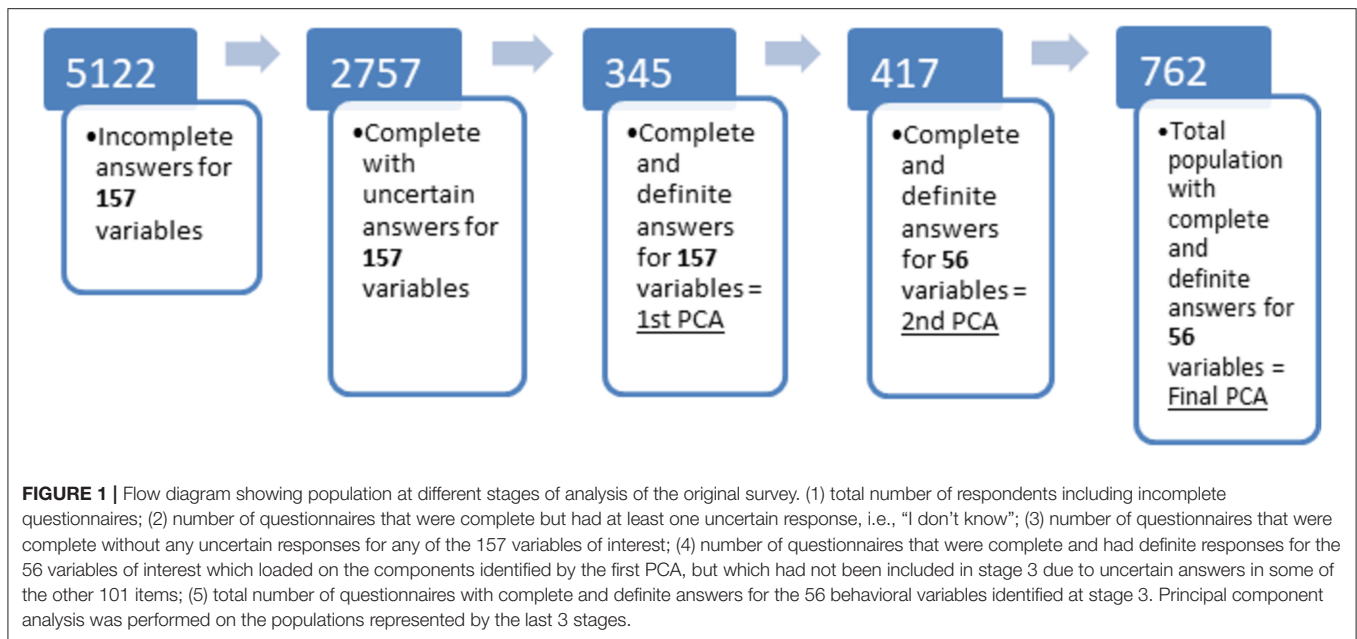 5122
•Incomplete
answers for
157
variables
2757
•Complete
with
uncertain
answers for
157
variables
345
•Complete
and
definite
answers
for 157
variables =
1st PCA
417
•Complete
and
definite
answers
for 56
variables =
2nd PCA
762
•Total
population
with
complete
and
definite
answers for
56
variables =
Final PCA
FIGURE 1 | Flow diagram showing population at different stages of analysis of the original survey. (1) total number of respondents including incomplete
questionnaires; (2) number of questionnaires that were complete but had at least one uncertain response, i.e., “I don’t know”; (3) number of questionnaires that were
complete without any uncertain responses for any of the 157 variables of interest; (4) number of questionnaires that were complete and had definite responses for the
56 variables of interest which loaded on the components identified by the first PCA, but which had not been included in stage 3 due to uncertain answers in some of
the other 101 items; (5) total number of questionnaires with complete and definite answers for the 56 behavioral variables identified at stage 3. Principal component
analysis was performed on the populations represented by the last 3 stages.